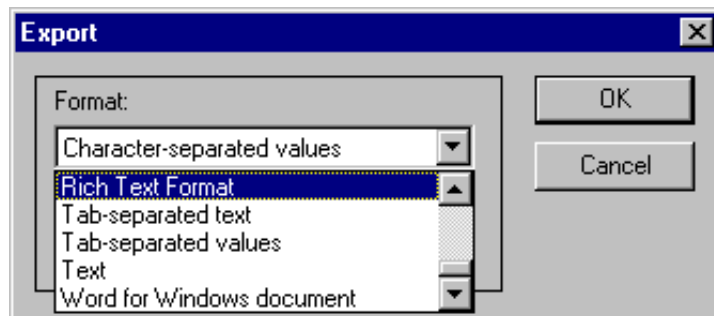 Export
Format:
OK
Character-separated values
Cancel
Rich Text Format
Tab-separated text
Tab-separated values
Text
Word for Windows document